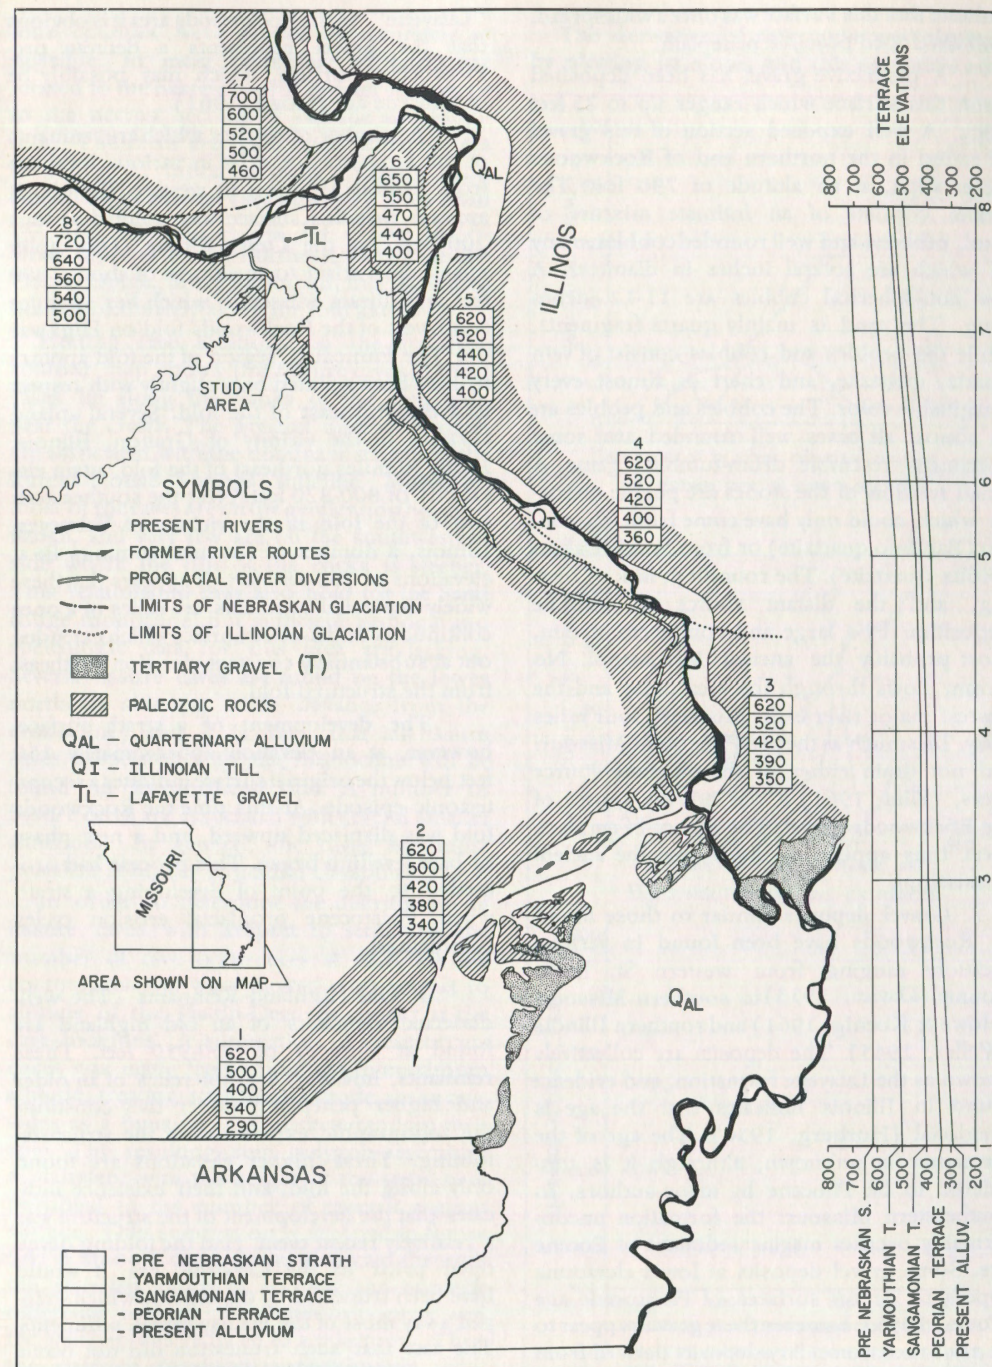 7
700
600
520
500
460
6
650
550
470
440
400
QAL
ILLINOIS
TERRACE
ELEVATIONS
800
700
600
500
400
300
200
8
8
720
640
560
540
500
TL
5
620
520
440
420
400
7
STUDY
AREA
4
620
520
420
400
360
6
SYMBOLS
PRESENT RIVERS
FORMER RIVER ROUTES
PROGLACIAL RIVER DIVERSIONS
LIMITS OF NEBRASKAN GLACIATION
LIMITS OF ILLINOIAN GLACIATION
TERTIARY GRAVEL (T)
PALEOZOIC ROCKS
QAL - QUARTERNARY ALLUVIUM
QI - ILLINOIAN TILL
TL - LAFAYETTE GRAVEL
QI
5
3
620
520
420
390
350
4
MISSOURI
AREA SHOWN ON MAP
2
620
500
420
380
340
3
QAL
1
620
500
400
340
290
ARKANSAS
1
800
700
600
500
400
300
200
PRE NEBRASKAN S.
YARMOUTHIAN T.
SANGAMONIAN T.
PEORIAN TERRACE
PRESENT ALLUV.
- PRE NEBRASKAN STRATH
- YARMOUTHIAN TERRACE
- SANGAMONIAN TERRACE
- PEORIAN TERRACE
- PRESENT ALLUVIUM